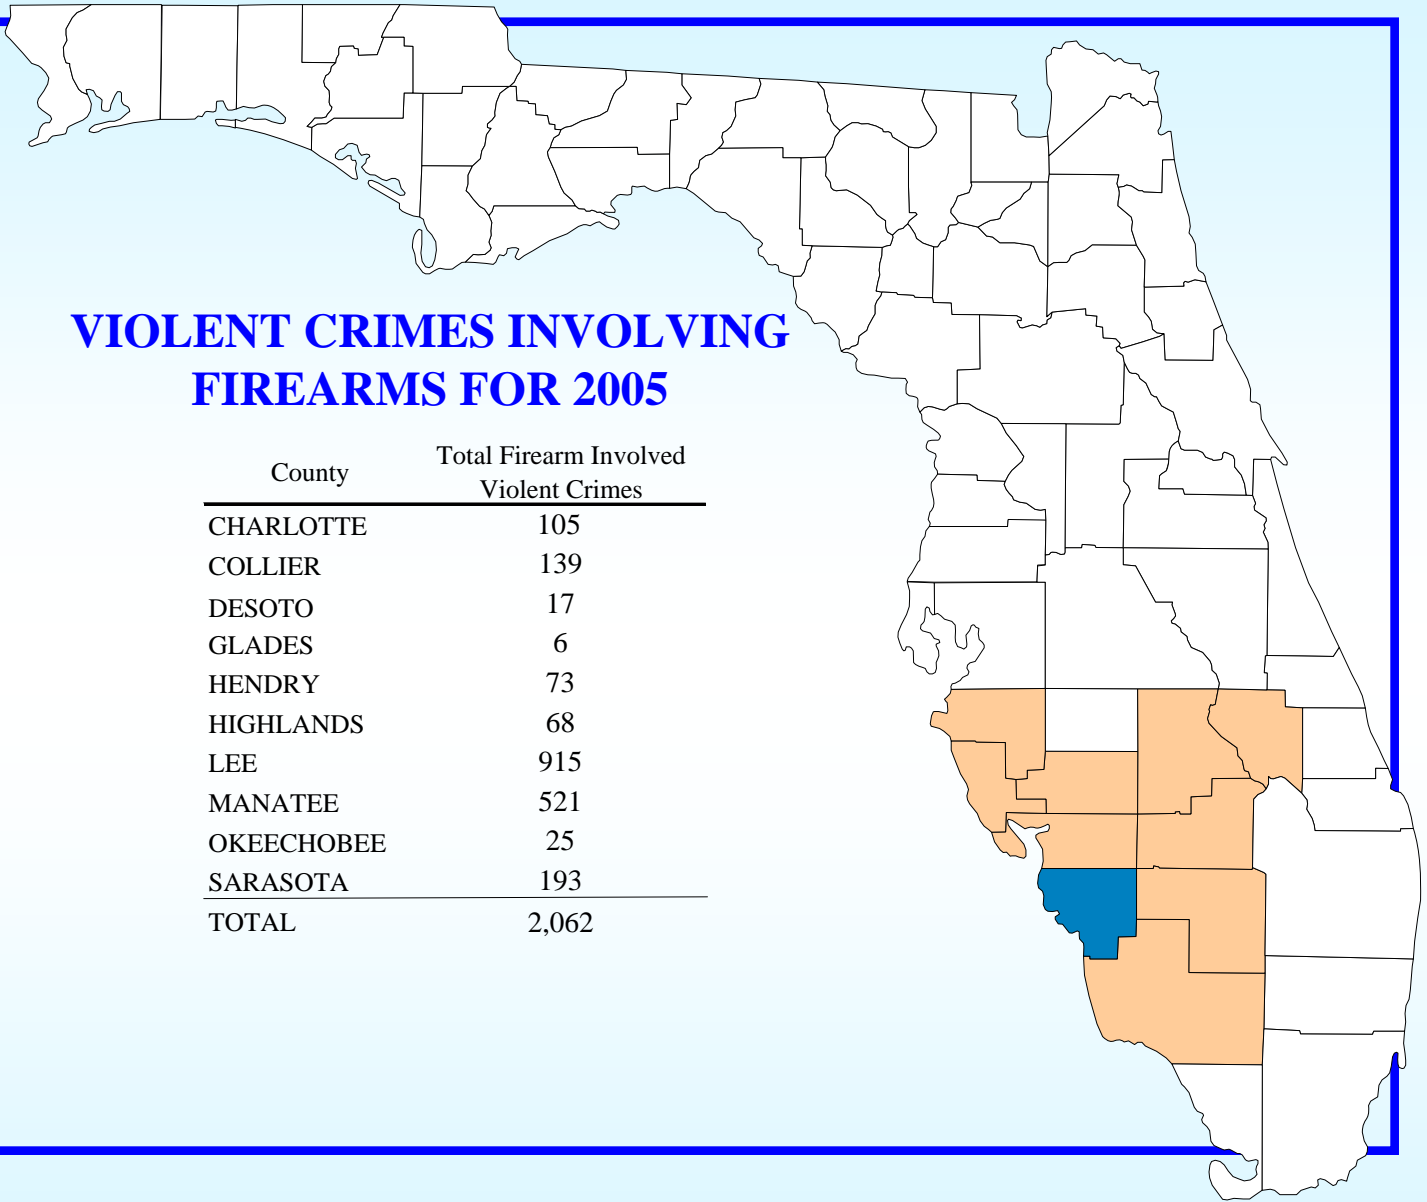 VIOLENT CRIMES INVOLVING
FIREARMS FOR 2005
County Total Firearm Involved
Violent Crimes
CHARLOTTE 105
COLLIER 139
DESOTO 17
GLADES 6
HENDRY 73
HIGHLANDS 68
LEE 915
MANATEE 521
OKEECHOBEE 25
SARASOTA 193
TOTAL 2,062